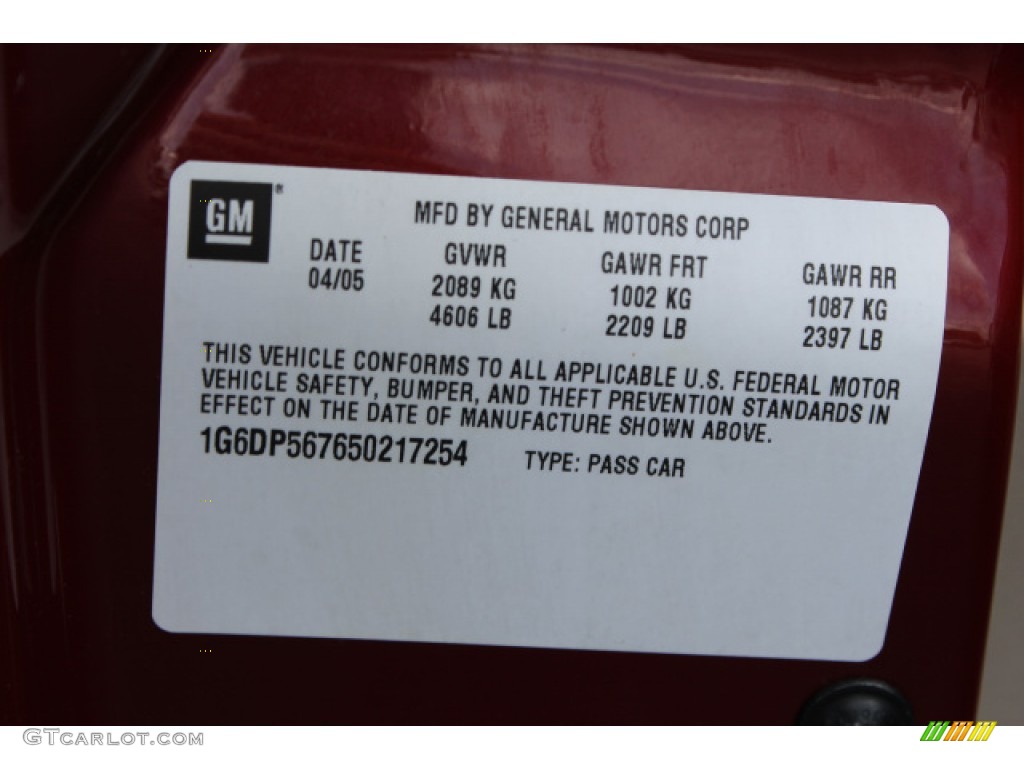 GM ®
MFD BY GENERAL MOTORS CORP
DATE GVWR GAWR FRT GAWR RR
04/05 2089 KG 1002 KG 1087 KG
4606 LB 2209 LB 2397 LB
THIS VEHICLE CONFORMS TO ALL APPLICABLE U.S. FEDERAL MOTOR
VEHICLE SAFETY, BUMPER, AND THEFT PREVENTION STANDARDS IN
EFFECT ON THE DATE OF MANUFACTURE SHOWN ABOVE.
1G6DP567650217254 TYPE: PASS CAR
GTCARLOT.COM